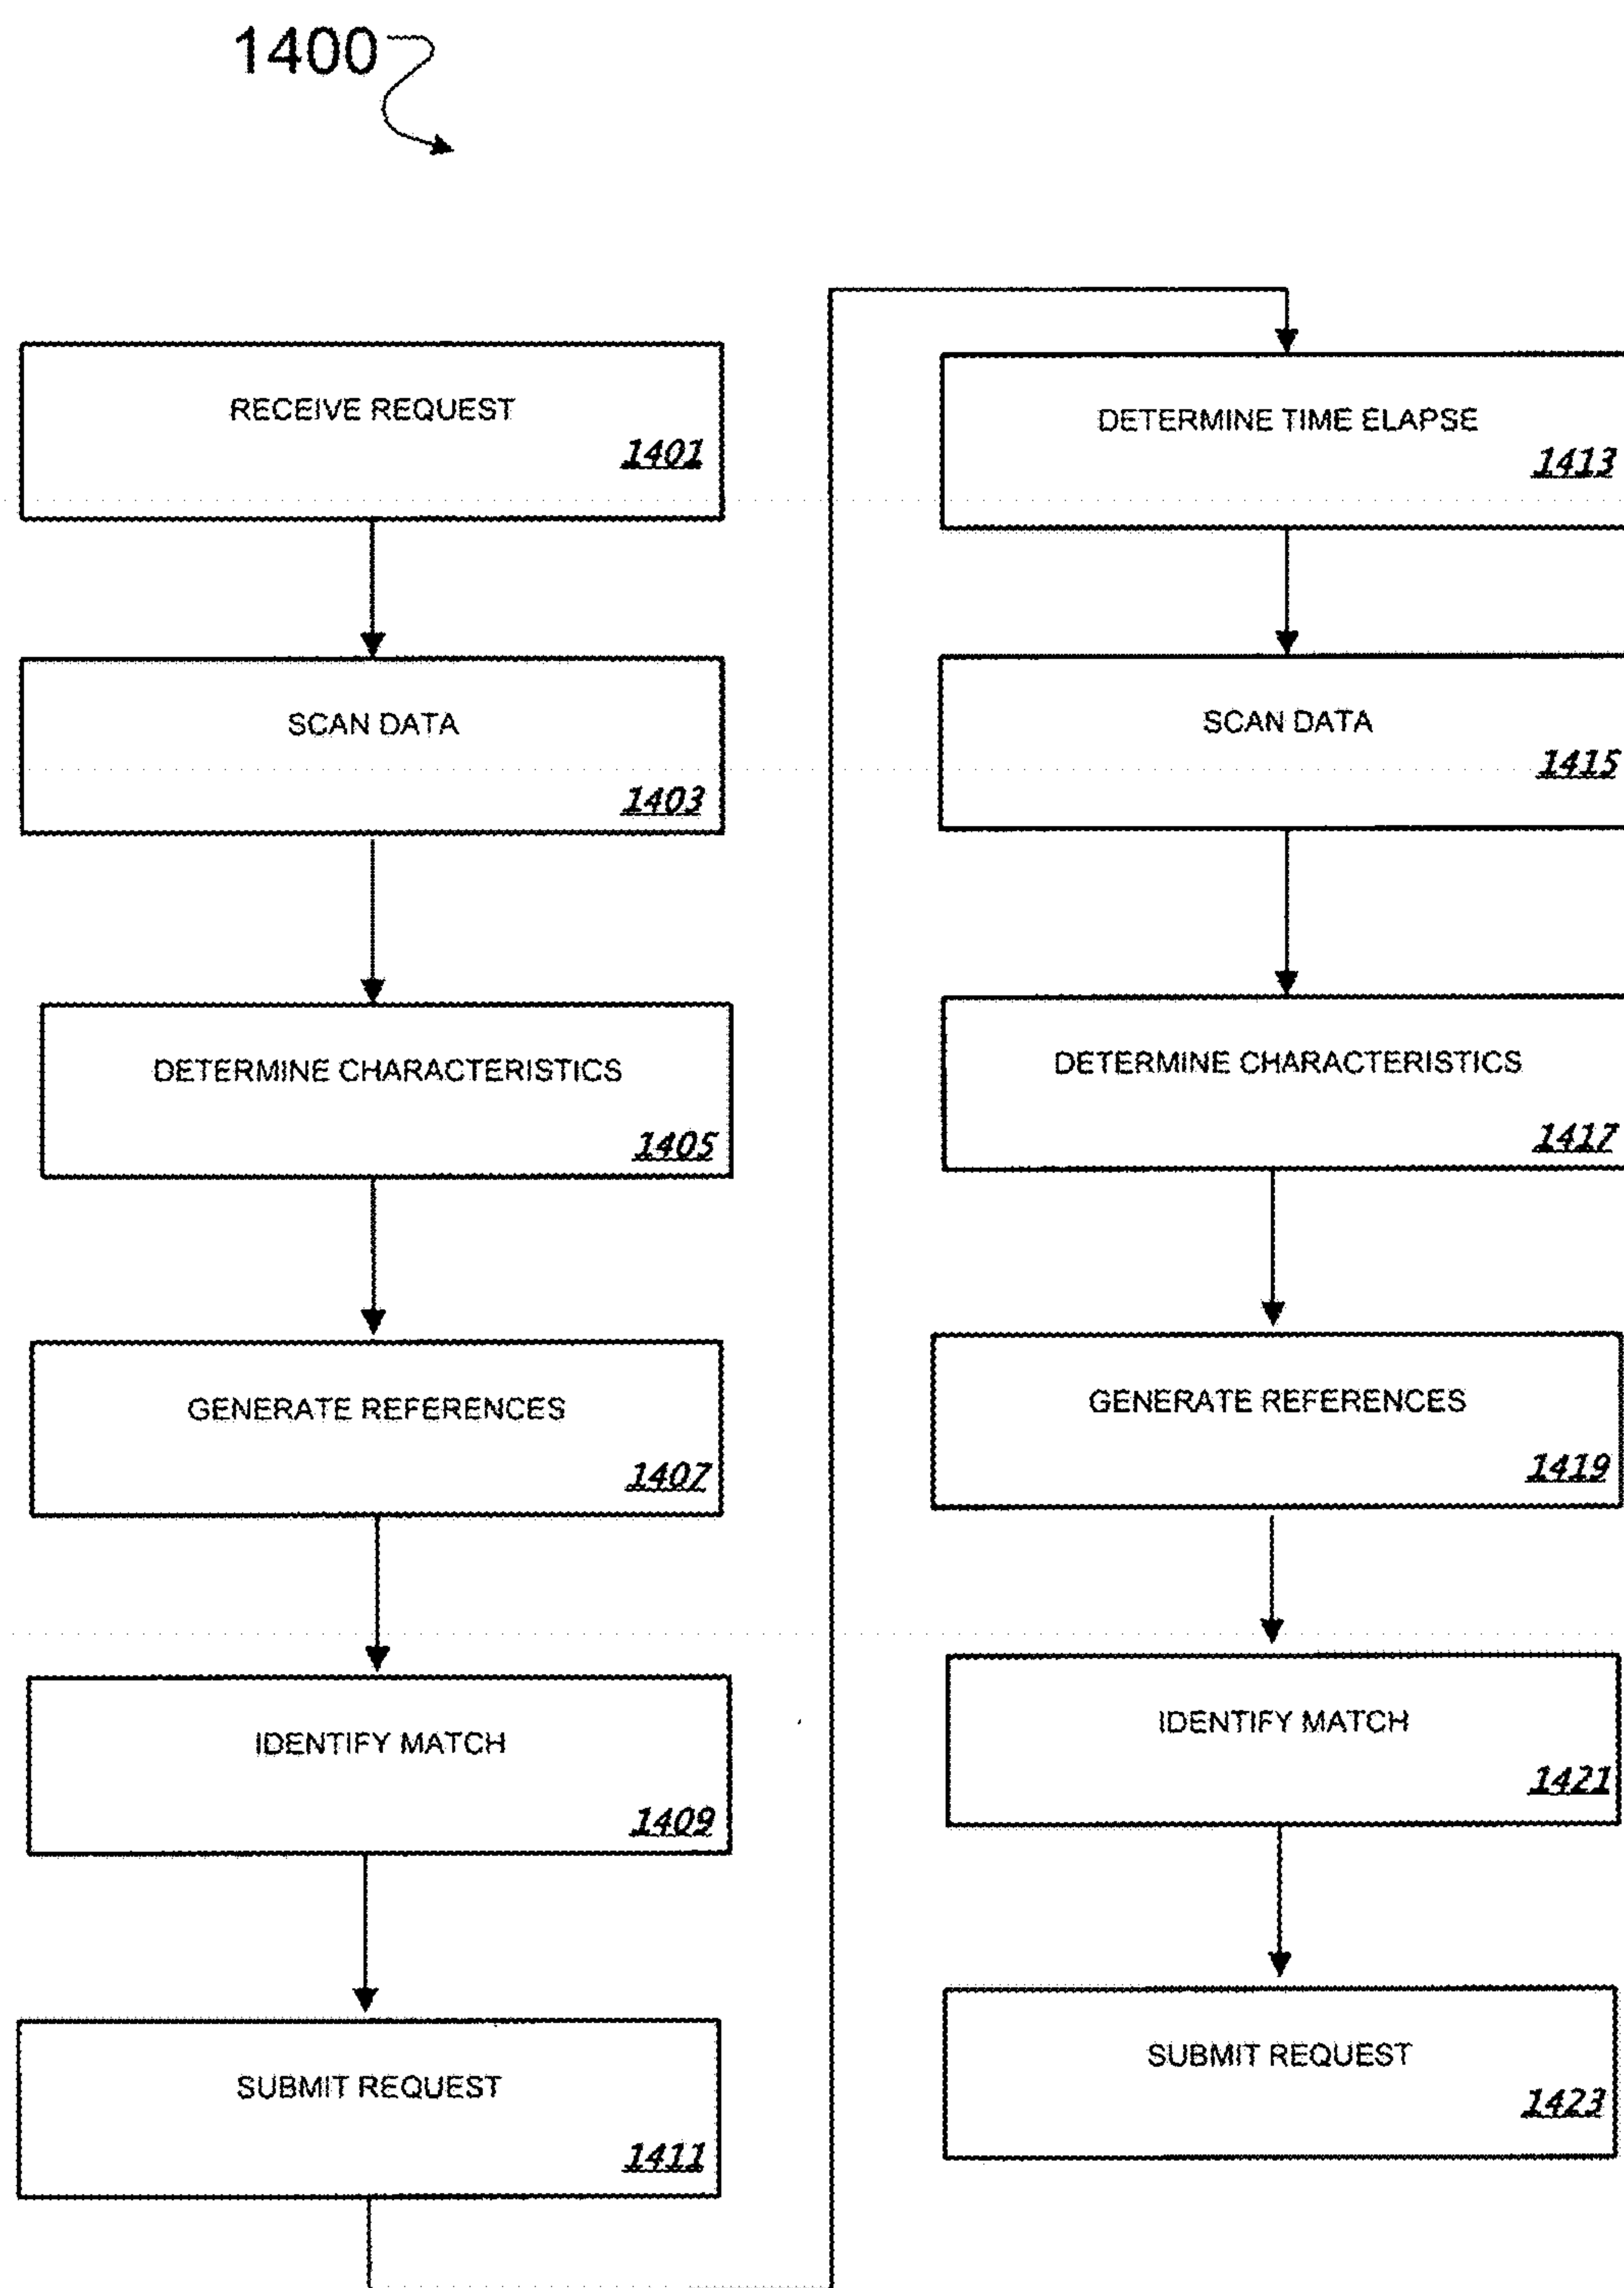 1400
RECEIVE REQUEST
1401
SCAN DATA
1403
DETERMINE CHARACTERISTICS
1405
GENERATE REFERENCES
1407
IDENTIFY MATCH
1409
SUBMIT REQUEST
1411
DETERMINE TIME ELAPSE
1413
SCAN DATA
1415
DETERMINE CHARACTERISTICS
1417
GENERATE REFERENCES
1419
IDENTIFY MATCH
1421
SUBMIT REQUEST
1423